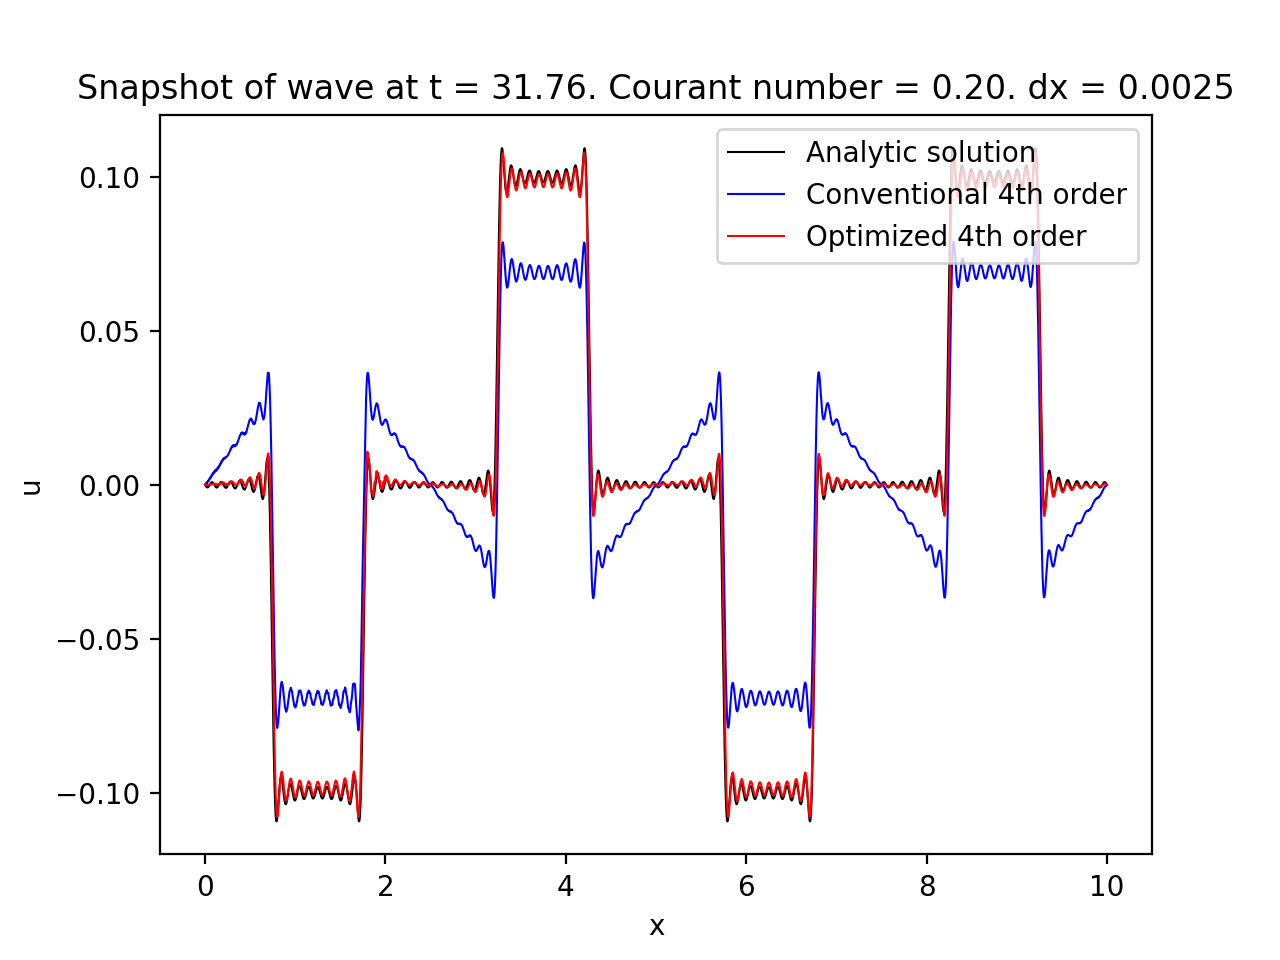 Snapshot of wave at t = 31.76. Courant number = 0.20. dx = 0.0025
Analytic solution
Conventional 4th order
Optimized 4th order
0.10
0.05
0.00
−0.05
−0.10
u
0 2 4 6 8 10
x